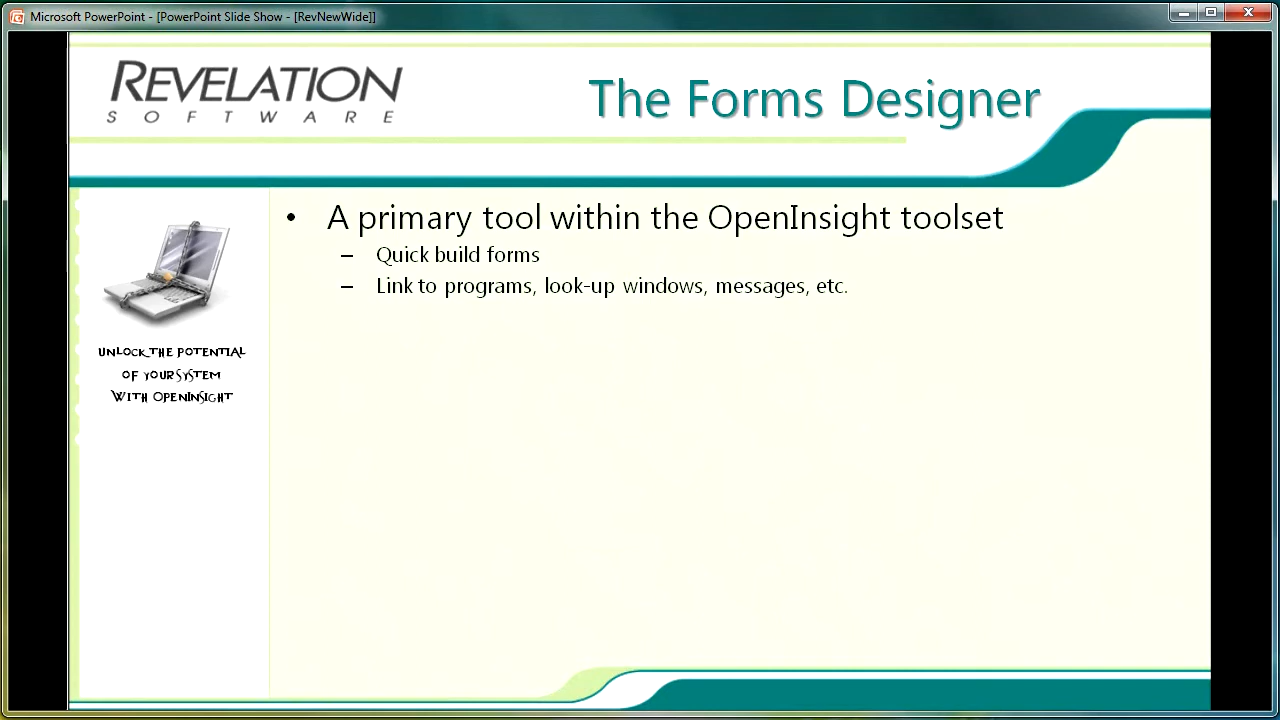 Microsoft PowerPoint - [PowerPoint Slide Show - [RevNewWide]]
REVELATION
SOFTWARE
The Forms Designer
• A primary tool within the OpenInsight toolset
– Quick build forms
– Link to programs, look-up windows, messages, etc.
UNLOCK THE POTENTIAL
OF YOUR SYSTEM
WITH OPENINSIGHT